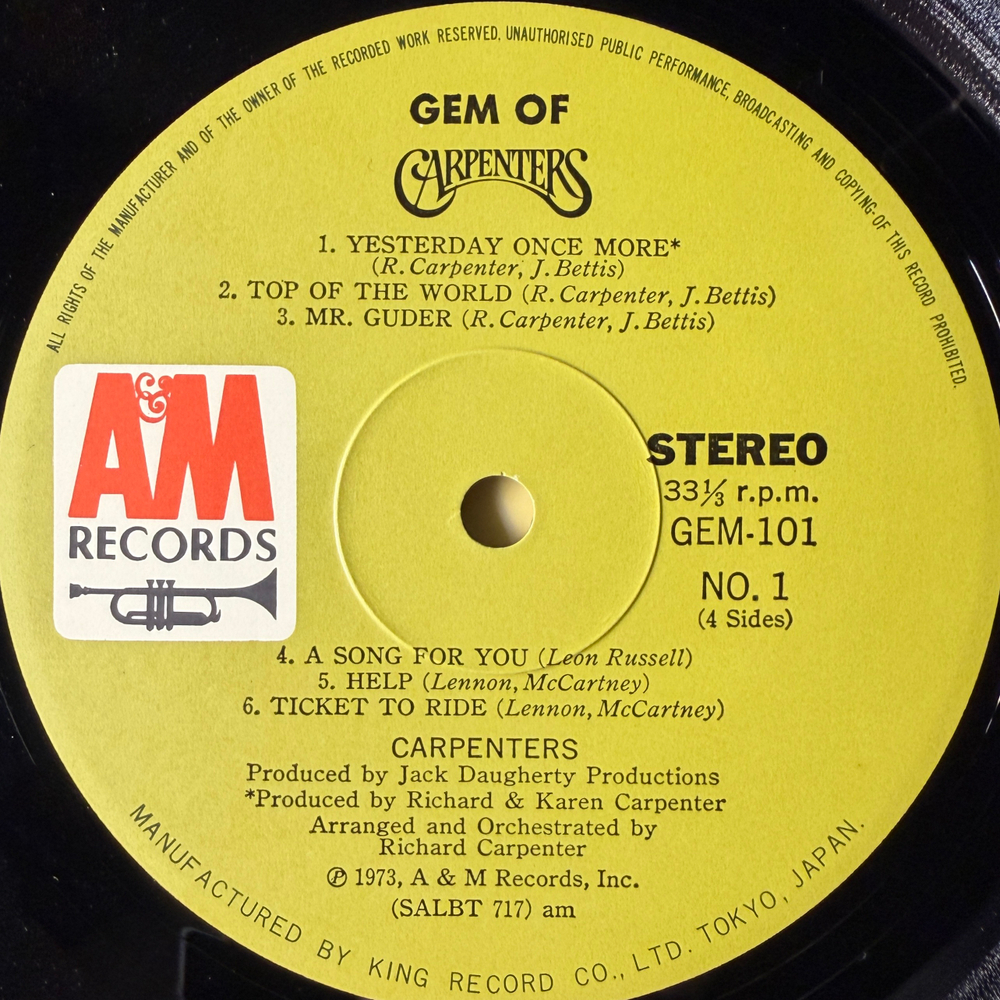 ALL RIGHTS OF THE MANUFACTURER AND OF THE OWNER OF THE RECORDED WORK RESERVED. UNAUTHORISED PUBLIC PERFORMANCE, BROADCASTING AND COPYING OF THIS RECORD PROHIBITED.
GEM OF
CARPENTERS
1. YESTERDAY ONCE MORE*
(R. Carpenter, J. Bettis)
2. TOP OF THE WORLD (R. Carpenter, J. Bettis)
3. MR. GUDER (R. Carpenter, J. Bettis)
A&M
RECORDS
STEREO
33⅓ r.p.m.
GEM-101
NO. 1
(4 Sides)
4. A SONG FOR YOU (Leon Russell)
5. HELP (Lennon, McCartney)
6. TICKET TO RIDE (Lennon, McCartney)
CARPENTERS
Produced by Jack Daugherty Productions
*Produced by Richard & Karen Carpenter
Arranged and Orchestrated by
Richard Carpenter
℗ 1973, A & M Records, Inc.
(SALBT 717) am
MANUFACTURED BY KING RECORD CO., LTD. TOKYO, JAPAN.